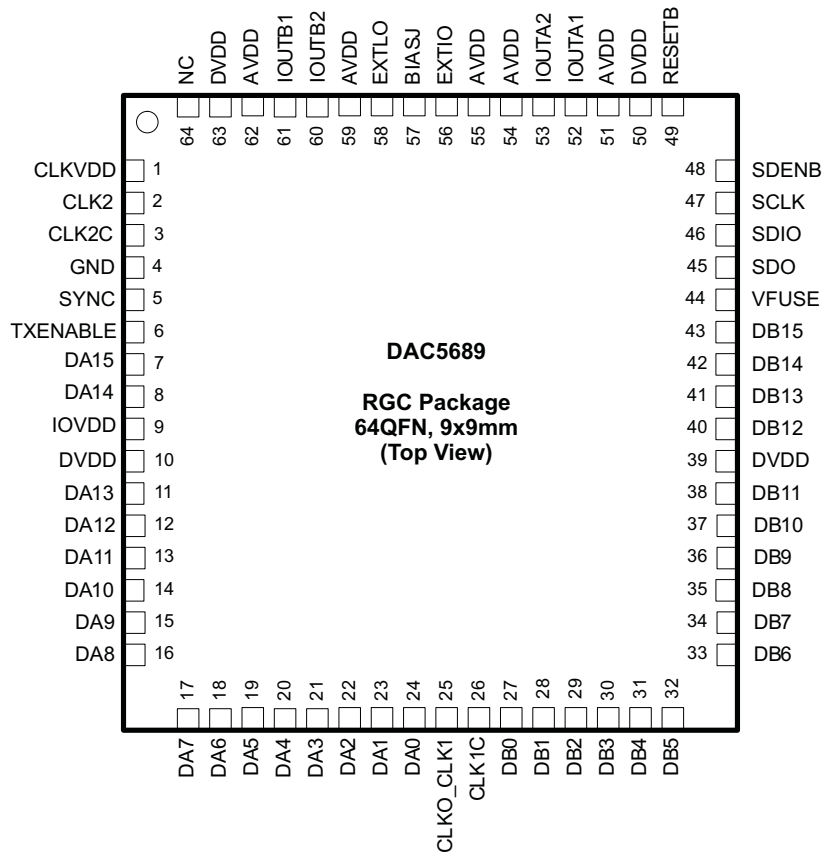 NC DVDD AVDD IOUTB1 IOUTB2 AVDD EXTLO BIASJ EXTIO AVDD AVDD IOUTA2 IOUTA1 AVDD DVDD RESETB
64 63 62 61 60 59 58 57 56 55 54 53 52 51 50 49
CLKVDD 1
CLK2 2
CLK2C 3
GND 4
SYNC 5
TXENABLE 6
DA15 7
DA14 8
IOVDD 9
DVDD 10
DA13 11
DA12 12
DA11 13
DA10 14
DA9 15
DA8 16
DAC5689
RGC Package
64QFN, 9x9mm
(Top View)
48 SDENB
47 SCLK
46 SDIO
45 SDO
44 VFUSE
43 DB15
42 DB14
41 DB13
40 DB12
39 DVDD
38 DB11
37 DB10
36 DB9
35 DB8
34 DB7
33 DB6
17 18 19 20 21 22 23 24 25 26 27 28 29 30 31 32
DA7 DA6 DA5 DA4 DA3 DA2 DA1 DA0 CLKO_CLK1 CLK1C DB0 DB1 DB2 DB3 DB4 DB5